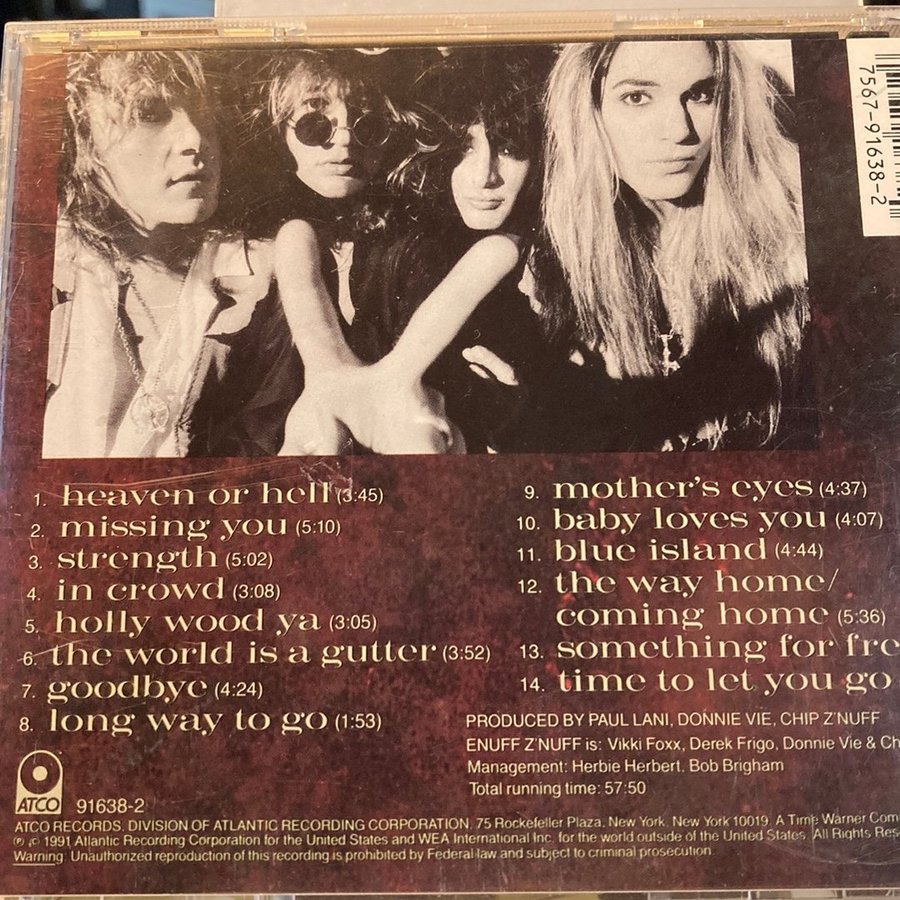 7567-91638-2
1. heaven or hell (3:45)
2. missing you (5:10)
3. strength (5:02)
4. in crowd (3:08)
5. holly wood ya (3:05)
6. the world is a gutter (3:52)
7. goodbye (4:24)
8. long way to go (1:53)
9. mother's eyes (4:37)
10. baby loves you (4:07)
11. blue island (4:44)
12. the way home/
coming home (5:36)
13. something for fre
14. time to let you go
PRODUCED BY PAUL LANI, DONNIE VIE, CHIP Z'NUFF
ENUFF Z'NUFF is: Vikki Foxx, Derek Frigo, Donnie Vie & Ch
Management: Herbie Herbert, Bob Brigham
Total running time: 57:50
ATCO 91638-2
ATCO RECORDS, DIVISION OF ATLANTIC RECORDING CORPORATION, 75 Rockefeller Plaza, New York, New York 10019. A Time Warner Com
℗ © 1991 Atlantic Recording Corporation for the United States and WEA International Inc. for the world outside of the United States. All Rights Res
Warning: Unauthorized reproduction of this recording is prohibited by Federal law and subject to criminal prosecution.